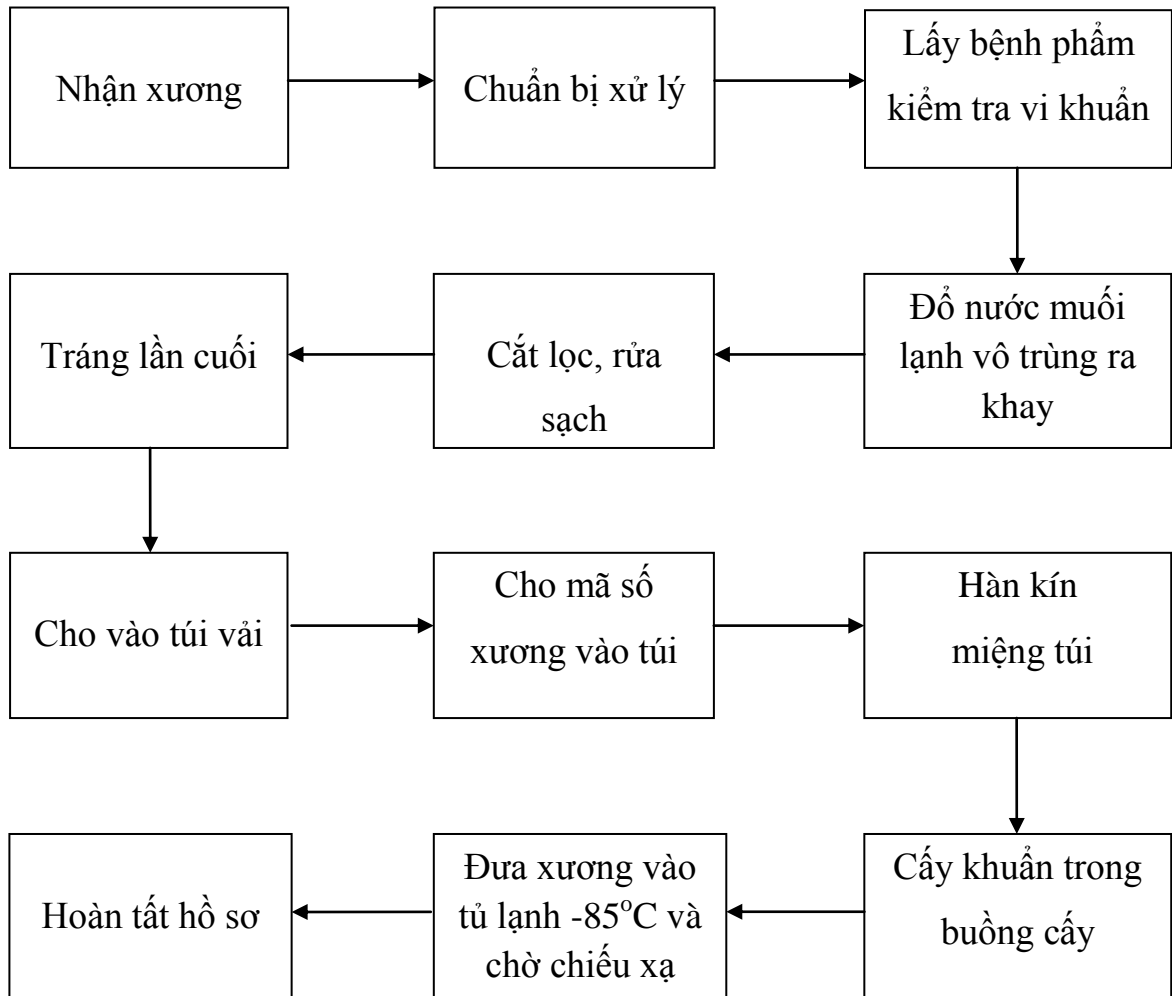 Nhận xương
Chuẩn bị xử lý
Lấy bệnh phẩm
kiểm tra vi khuẩn
Đổ nước muối
lạnh vô trùng ra
khay
Cắt lọc, rửa
sạch
Tráng lần cuối
Cho vào túi vải
Cho mã số
xương vào túi
Hàn kín
miệng túi
Cấy khuẩn trong
buồng cấy
Đưa xương vào
tủ lạnh -85°C và
chờ chiếu xạ
Hoàn tất hồ sơ